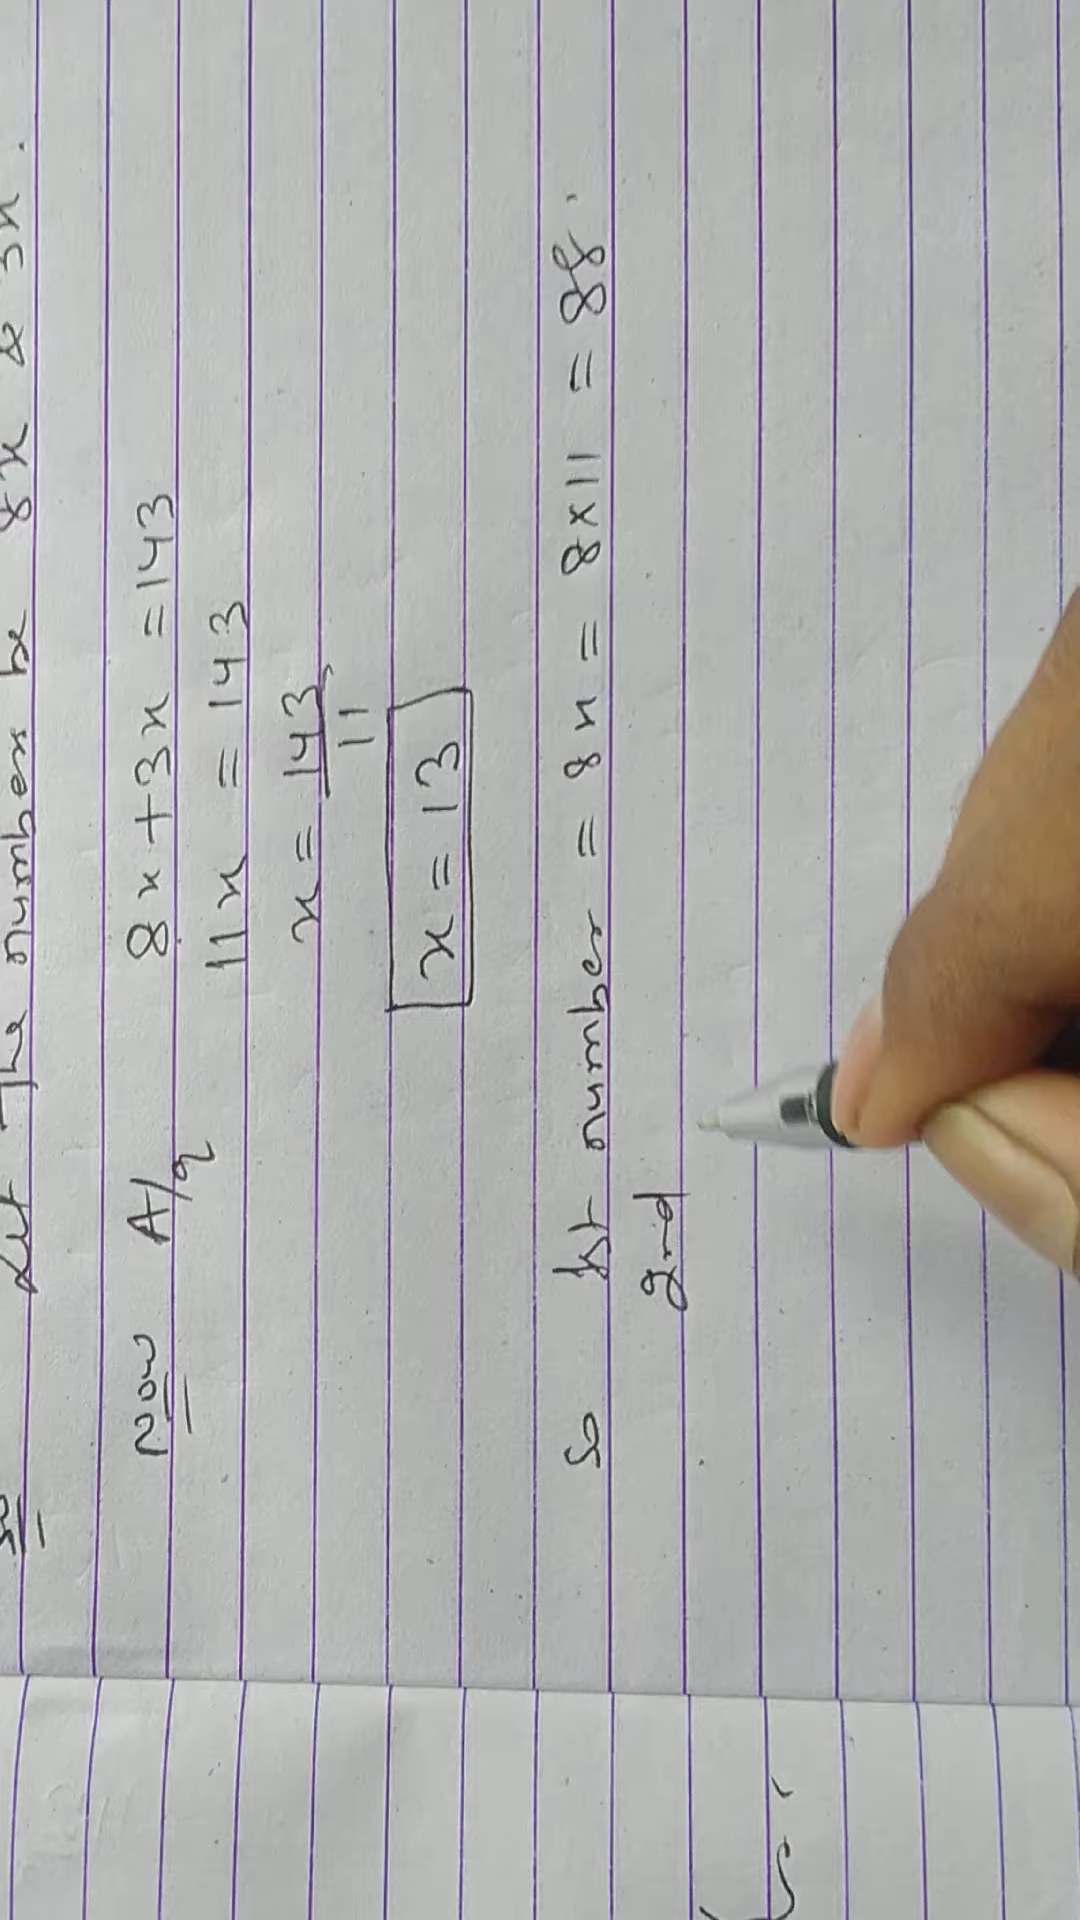 Let the numbers be 8x & 3x.
Now A/q 8x+3x=143
11x = 143
x = 143/11
x = 13
So 1st number = 8x = 8×11 = 88.
2nd